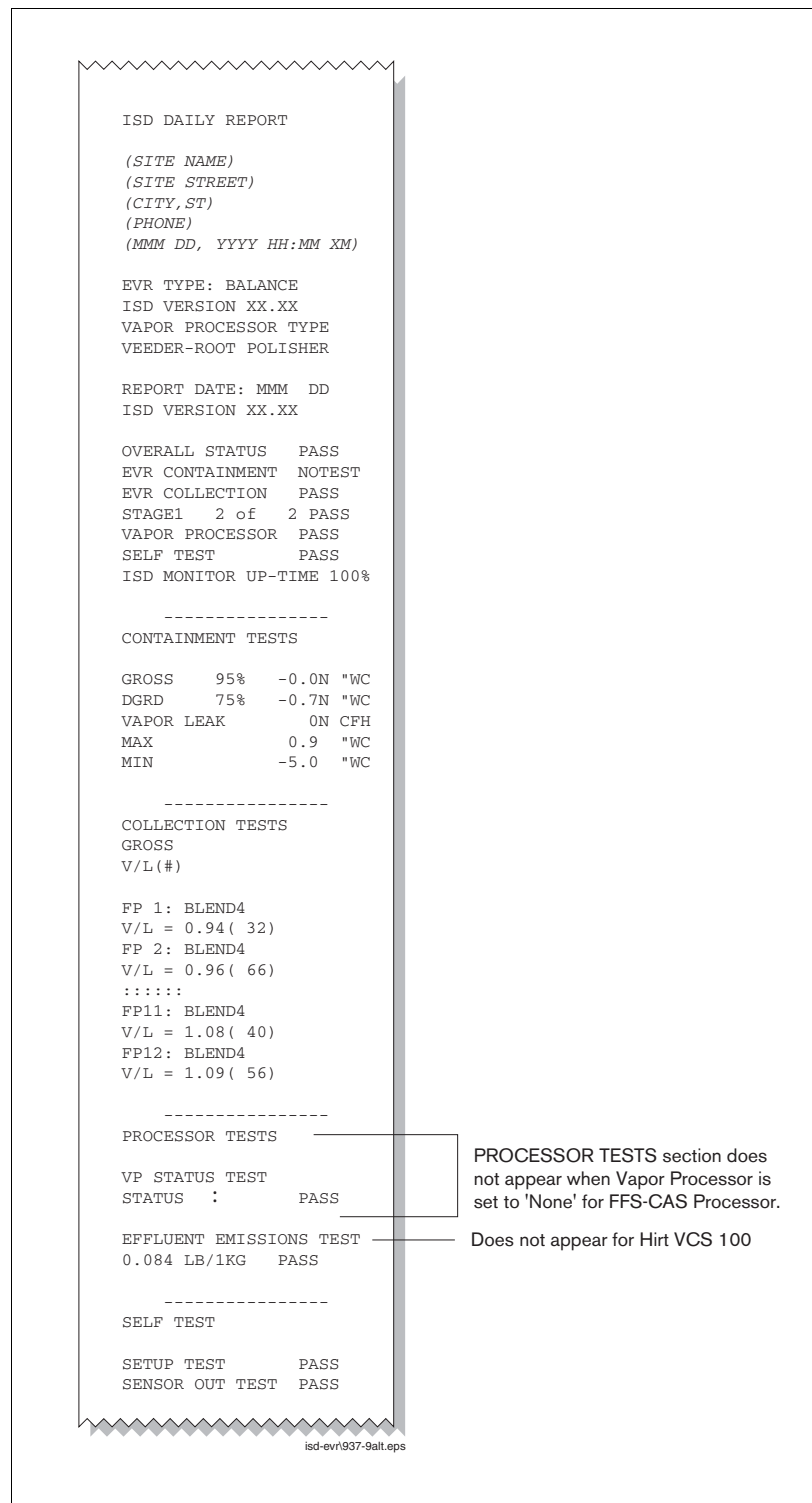 ISD DAILY REPORT
(SITE NAME)
(SITE STREET)
(CITY,ST)
(PHONE)
(MMM DD, YYYY HH:MM XM)
EVR TYPE: BALANCE
ISD VERSION XX.XX
VAPOR PROCESSOR TYPE
VEEDER-ROOT POLISHER
REPORT DATE: MMM DD
ISD VERSION XX.XX
OVERALL STATUS PASS
EVR CONTAINMENT NOTEST
EVR COLLECTION PASS
STAGE1 2 of 2 PASS
VAPOR PROCESSOR PASS
SELF TEST PASS
ISD MONITOR UP-TIME 100%
----------------
CONTAINMENT TESTS
GROSS 95% -0.0N "WC
DGRD 75% -0.7N "WC
VAPOR LEAK 0N CFH
MAX 0.9 "WC
MIN -5.0 "WC
----------------
COLLECTION TESTS
GROSS
V/L(#)
FP 1: BLEND4
V/L = 0.94( 32)
FP 2: BLEND4
V/L = 0.96( 66)
::::::
FP11: BLEND4
V/L = 1.08( 40)
FP12: BLEND4
V/L = 1.09( 56)
----------------
PROCESSOR TESTS
VP STATUS TEST
STATUS : PASS
PROCESSOR TESTS section does
not appear when Vapor Processor is
set to 'None' for FFS-CAS Processor.
EFFLUENT EMISSIONS TEST
0.084 LB/1KG PASS
Does not appear for Hirt VCS 100
----------------
SELF TEST
SETUP TEST PASS
SENSOR OUT TEST PASS
isd-evr\937-9alt.eps